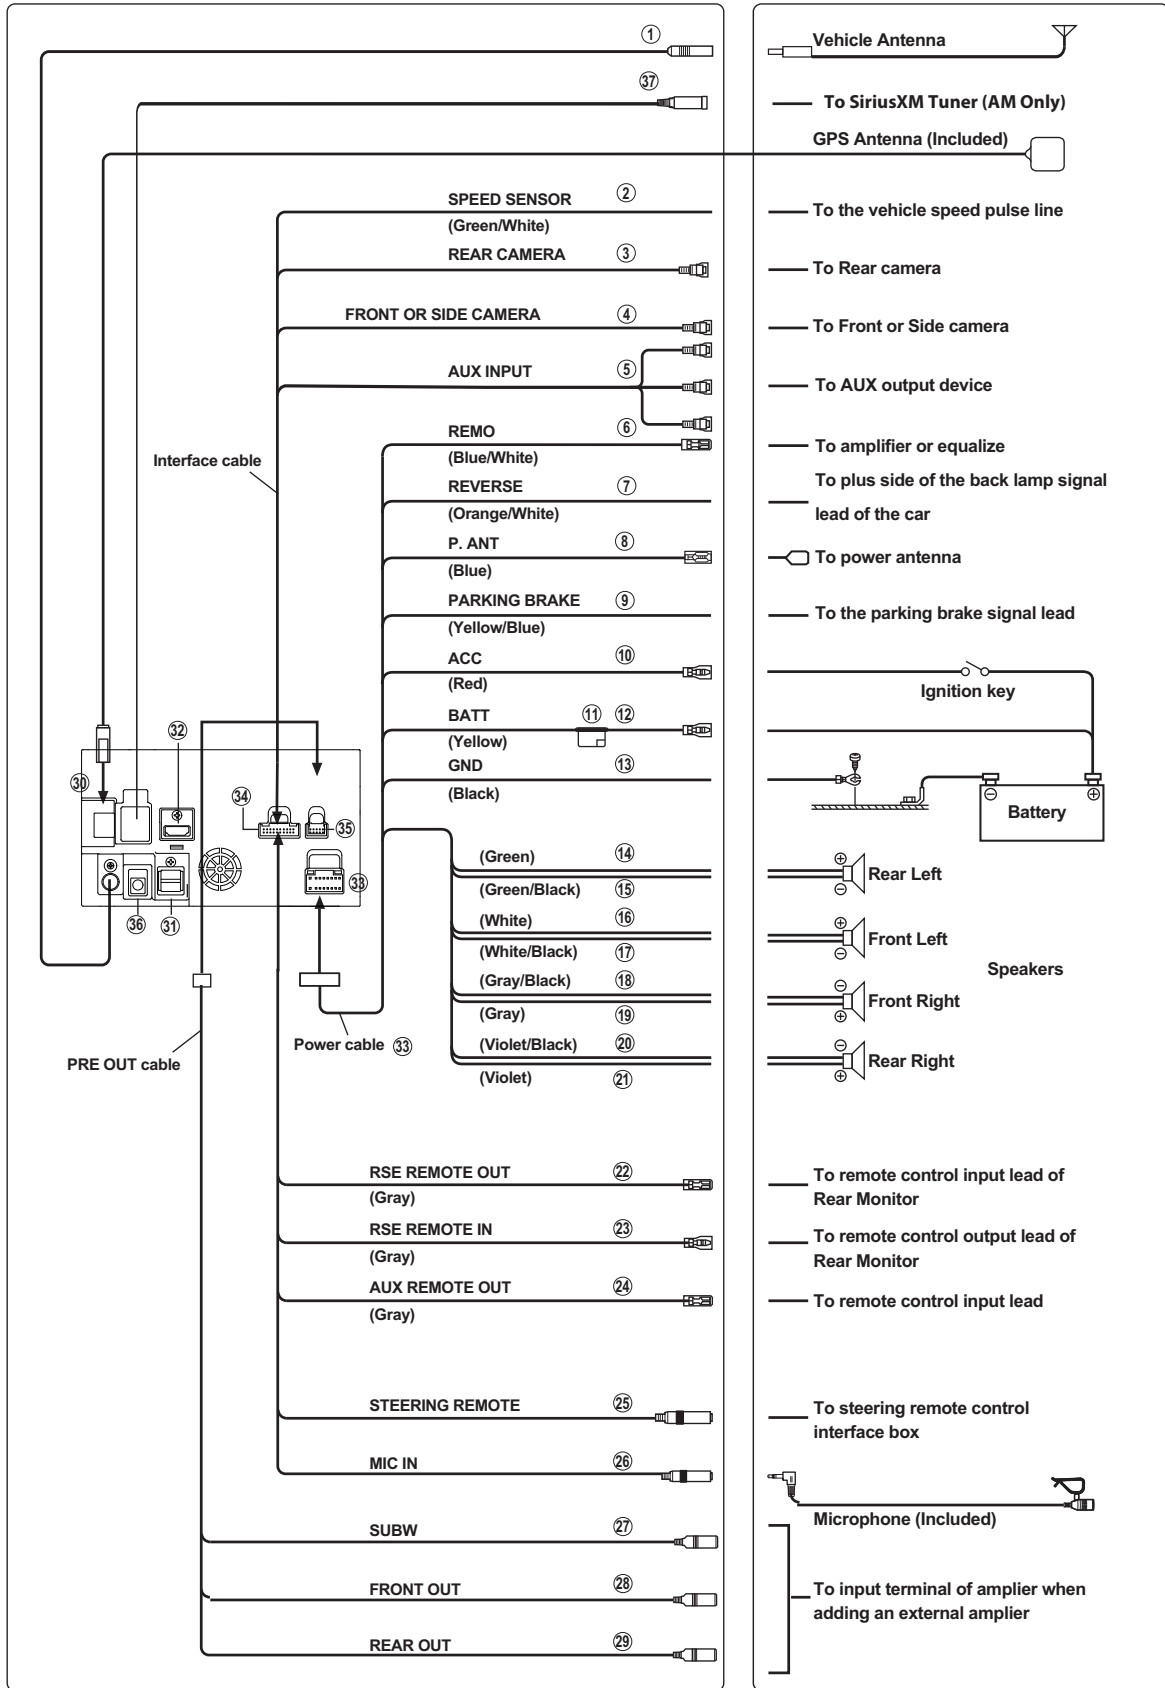 ① Vehicle Antenna
㊲ To SiriusXM Tuner (AM Only)
GPS Antenna (Included)
SPEED SENSOR ②
(Green/White)
To the vehicle speed pulse line
REAR CAMERA ③
To Rear camera
FRONT OR SIDE CAMERA ④
To Front or Side camera
AUX INPUT ⑤
To AUX output device
REMO ⑥
(Blue/White)
To amplifier or equalize
Interface cable
REVERSE ⑦
(Orange/White)
To plus side of the back lamp signal
lead of the car
P. ANT ⑧
(Blue)
To power antenna
PARKING BRAKE ⑨
(Yellow/Blue)
To the parking brake signal lead
ACC ⑩
(Red)
Ignition key
BATT ⑪ ⑫
(Yellow)
GND ⑬
(Black)
⊖ ⊕
Battery
㉜
㉚
㉞
㉟
㉝
㊱ ㉛
(Green) ⑭
(Green/Black) ⑮
⊕
Rear Left
⊖
(White) ⑯
(White/Black) ⑰
⊕
Front Left
⊖
Speakers
(Gray/Black) ⑱
(Gray) ⑲
⊖
Front Right
⊕
(Violet/Black) ⑳
(Violet) ㉑
⊖
Rear Right
⊕
Power cable ㉝
PRE OUT cable
RSE REMOTE OUT ㉒
(Gray)
To remote control input lead of
Rear Monitor
RSE REMOTE IN ㉓
(Gray)
To remote control output lead of
Rear Monitor
AUX REMOTE OUT ㉔
(Gray)
To remote control input lead
STEERING REMOTE ㉕
To steering remote control
interface box
MIC IN ㉖
Microphone (Included)
SUBW ㉗
FRONT OUT ㉘
To input terminal of amplier when
adding an external amplier
REAR OUT ㉙